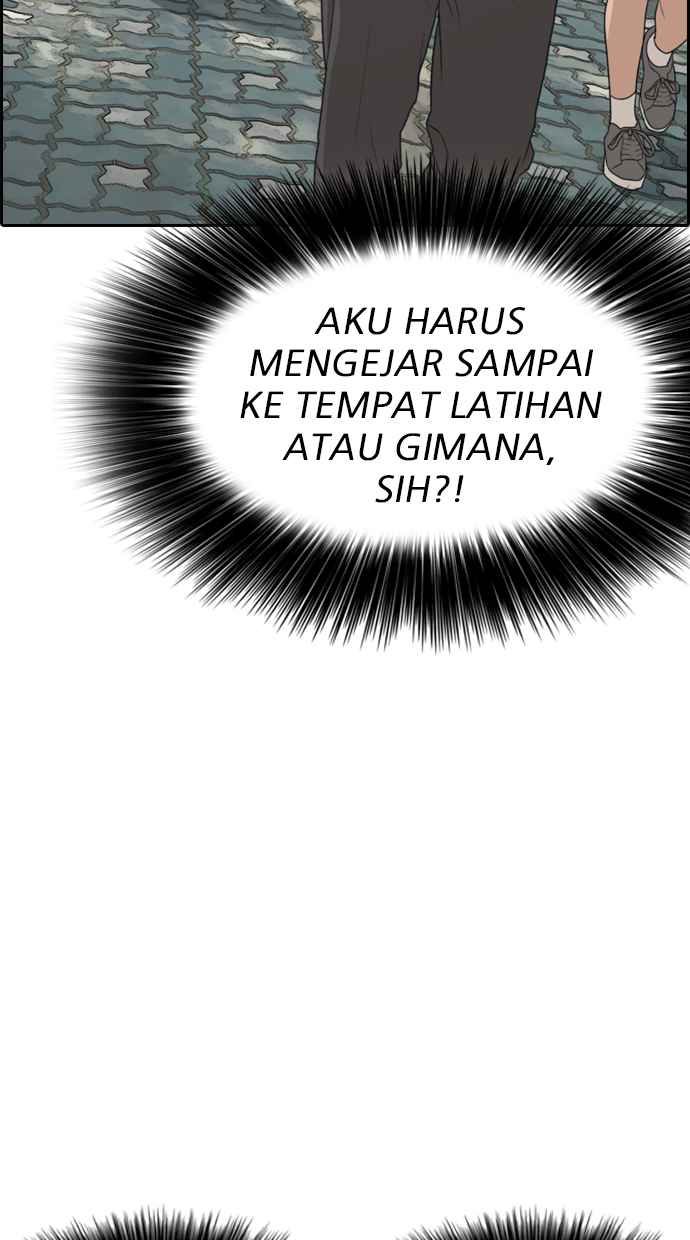 AKU HARUS
MENGEJAR SAMPAI
KE TEMPAT LATIHAN
ATAU GIMANA,
SIH?!